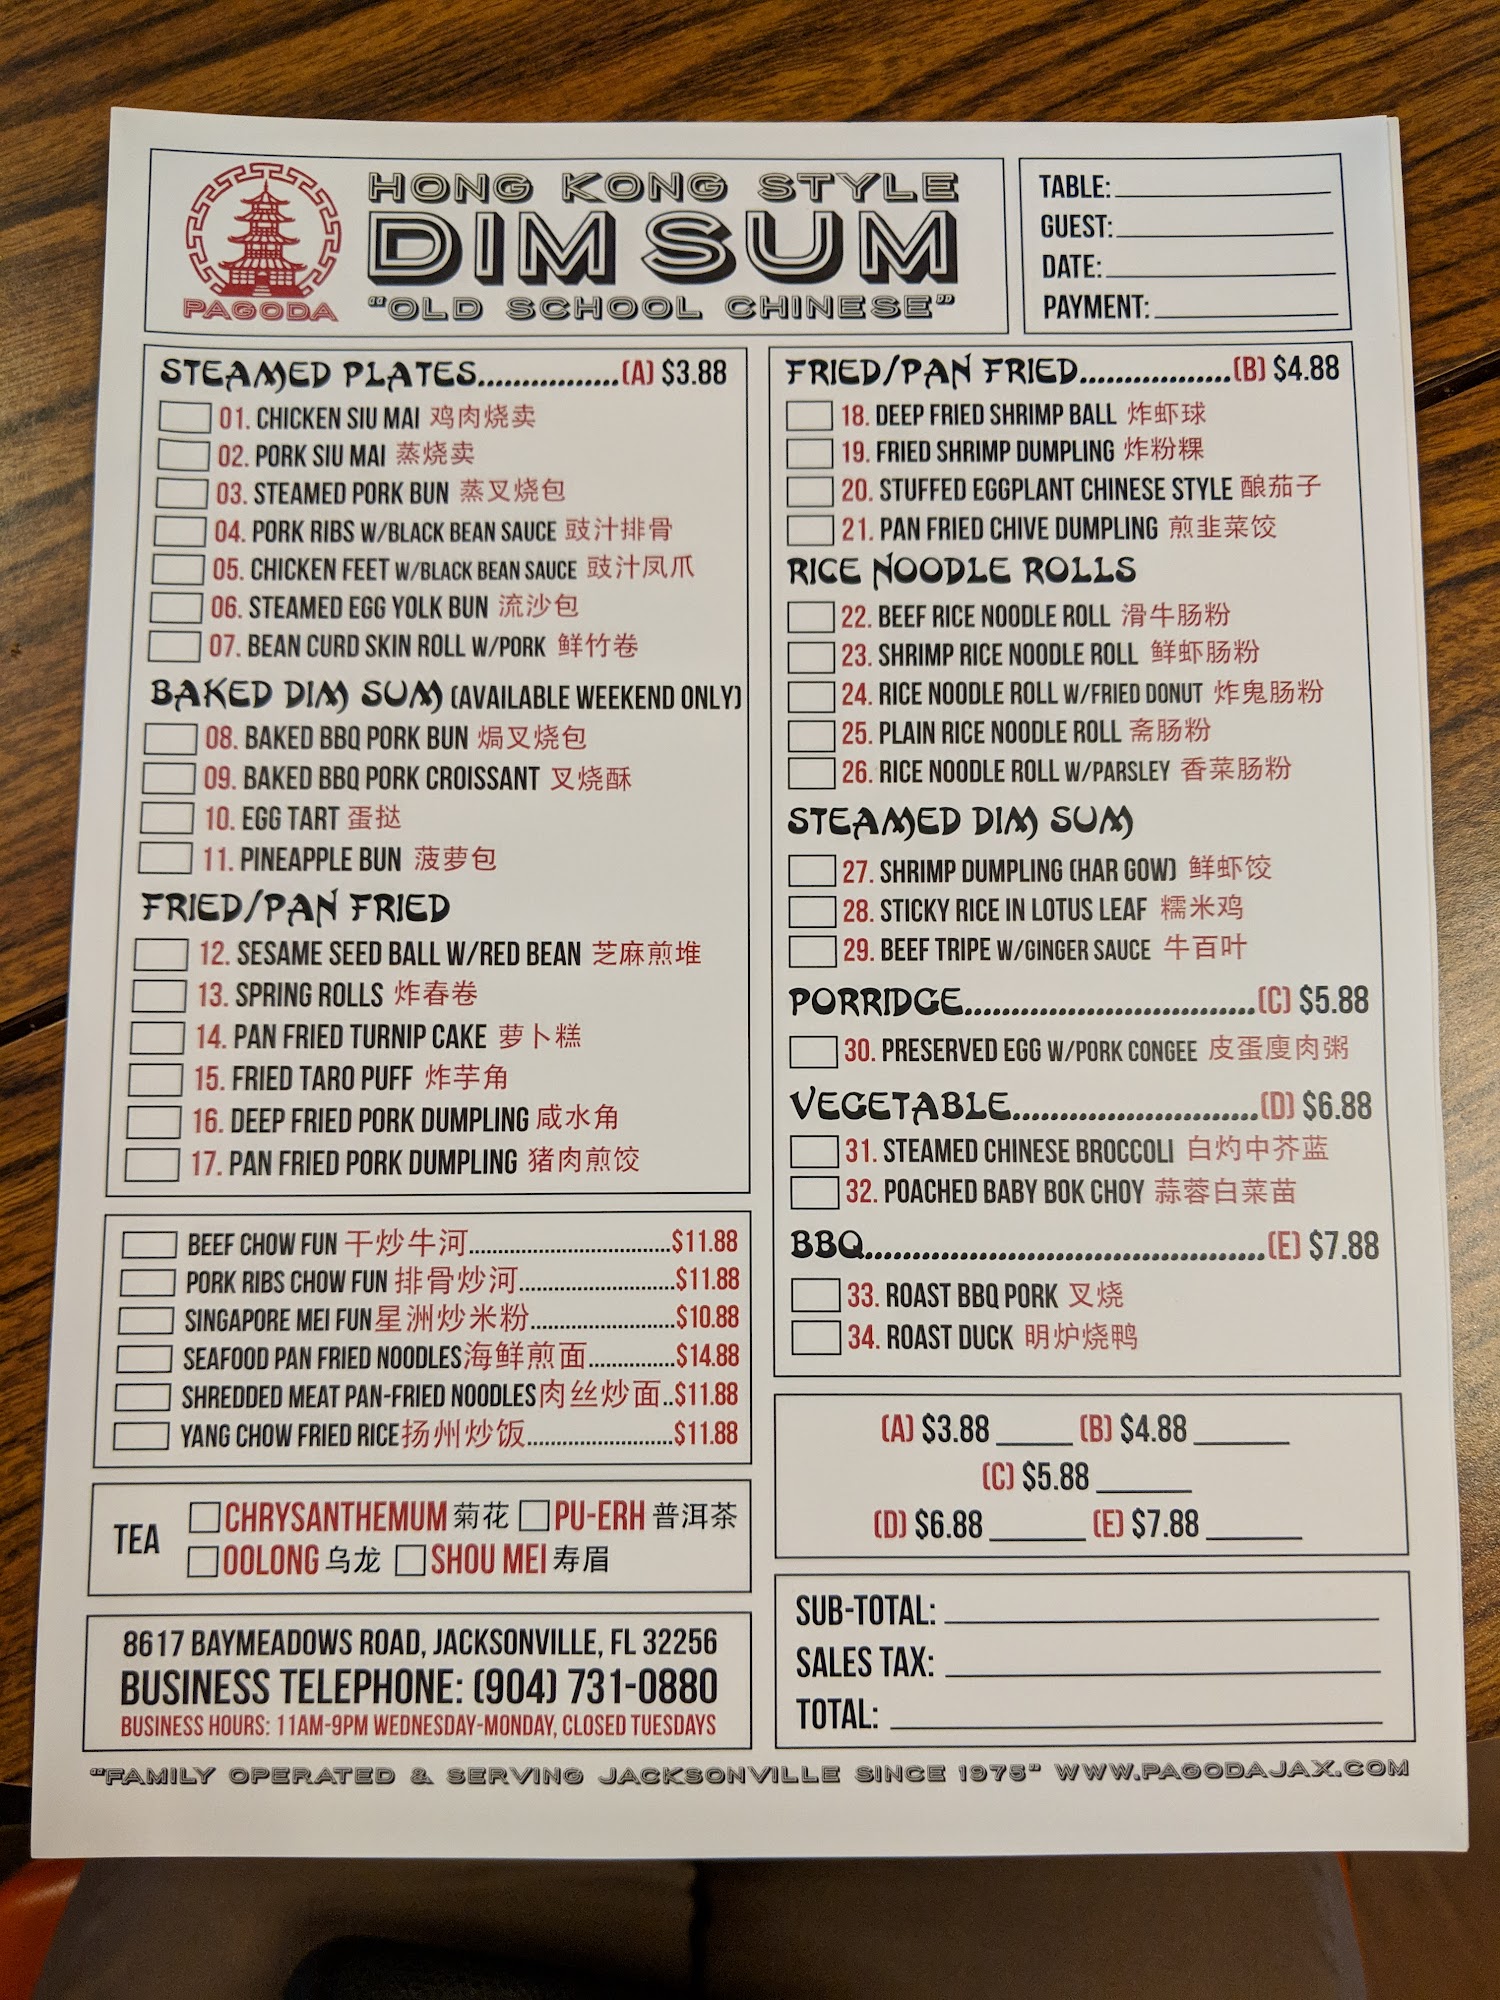 PAGODA
HONG KONG STYLE
DIM SUM
"OLD SCHOOL CHINESE"
TABLE:
GUEST:
DATE:
PAYMENT:
STEAMED PLATES................(A) $3.88
01. CHICKEN SIU MAI 鸡肉烧卖
02. PORK SIU MAI 蒸烧卖
03. STEAMED PORK BUN 蒸叉烧包
04. PORK RIBS W/BLACK BEAN SAUCE 豉汁排骨
05. CHICKEN FEET W/BLACK BEAN SAUCE 豉汁凤爪
06. STEAMED EGG YOLK BUN 流沙包
07. BEAN CURD SKIN ROLL W/PORK 鲜竹卷
BAKED DIM SUM (AVAILABLE WEEKEND ONLY)
08. BAKED BBQ PORK BUN 焗叉烧包
09. BAKED BBQ PORK CROISSANT 叉烧酥
10. EGG TART 蛋挞
11. PINEAPPLE BUN 菠萝包
FRIED/PAN FRIED
12. SESAME SEED BALL W/RED BEAN 芝麻煎堆
13. SPRING ROLLS 炸春卷
14. PAN FRIED TURNIP CAKE 萝卜糕
15. FRIED TARO PUFF 炸芋角
16. DEEP FRIED PORK DUMPLING 咸水角
17. PAN FRIED PORK DUMPLING 猪肉煎饺
BEEF CHOW FUN 干炒牛河..............................$11.88
PORK RIBS CHOW FUN 排骨炒河.......................$11.88
SINGAPORE MEI FUN 星洲炒米粉.....................$10.88
SEAFOOD PAN FRIED NOODLES 海鲜煎面.............$14.88
SHREDDED MEAT PAN-FRIED NOODLES 肉丝炒面..$11.88
YANG CHOW FRIED RICE 扬州炒饭......................$11.88
TEA
CHRYSANTHEMUM 菊花 PU-ERH 普洱茶
OOLONG 乌龙 SHOU MEI 寿眉
8617 BAYMEADOWS ROAD, JACKSONVILLE, FL 32256
BUSINESS TELEPHONE: (904) 731-0880
BUSINESS HOURS: 11AM-9PM WEDNESDAY-MONDAY, CLOSED TUESDAYS
FRIED/PAN FRIED.................(B) $4.88
18. DEEP FRIED SHRIMP BALL 炸虾球
19. FRIED SHRIMP DUMPLING 炸粉粿
20. STUFFED EGGPLANT CHINESE STYLE 酿茄子
21. PAN FRIED CHIVE DUMPLING 煎韭菜饺
RICE NOODLE ROLLS
22. BEEF RICE NOODLE ROLL 滑牛肠粉
23. SHRIMP RICE NOODLE ROLL 鲜虾肠粉
24. RICE NOODLE ROLL W/FRIED DONUT 炸鬼肠粉
25. PLAIN RICE NOODLE ROLL 斋肠粉
26. RICE NOODLE ROLL W/PARSLEY 香菜肠粉
STEAMED DIM SUM
27. SHRIMP DUMPLING (HAR GOW) 鲜虾饺
28. STICKY RICE IN LOTUS LEAF 糯米鸡
29. BEEF TRIPE W/GINGER SAUCE 牛百叶
PORRIDGE................................(C) $5.88
30. PRESERVED EGG W/PORK CONGEE 皮蛋廋肉粥
VEGETABLE...........................(D) $6.88
31. STEAMED CHINESE BROCCOLI 白灼中芥蓝
32. POACHED BABY BOK CHOY 蒜蓉白菜苗
BBQ............................................(E) $7.88
33. ROAST BBQ PORK 叉烧
34. ROAST DUCK 明炉烧鸭
(A) $3.88 _____ (B) $4.88 ______
(C) $5.88 ______
(D) $6.88 ______ (E) $7.88 ______
SUB-TOTAL:
SALES TAX:
TOTAL:
"FAMILY OPERATED & SERVING JACKSONVILLE SINCE 1975" WWW.PAGODAJAX.COM